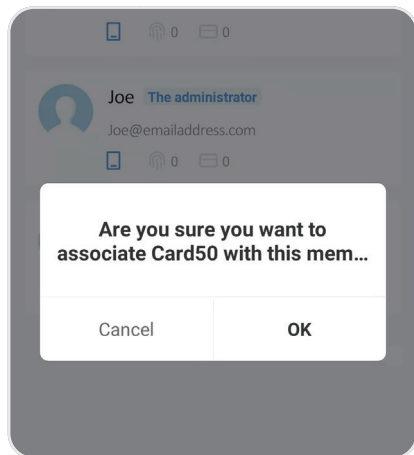 0 0
Joe The administrator
Joe@emailaddress.com
0 0
Are you sure you want to
associate Card50 with this mem...
Cancel OK